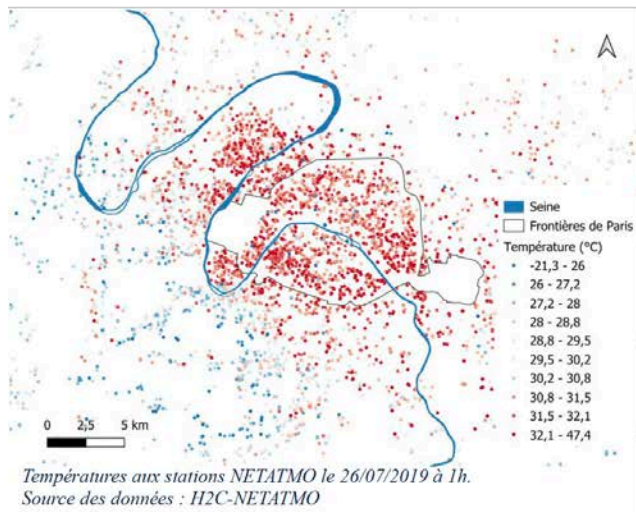 Seine
Frontières de Paris
Température (°C)
-21,3 - 26
26 - 27,2
27,2 - 28
28 - 28,8
28,8 - 29,5
29,5 - 30,2
30,2 - 30,8
30,8 - 31,5
31,5 - 32,1
32,1 - 47,4
0 2,5 5 km
Températures aux stations NETATMO le 26/07/2019 à 1h.
Source des données : H2C-NETATMO